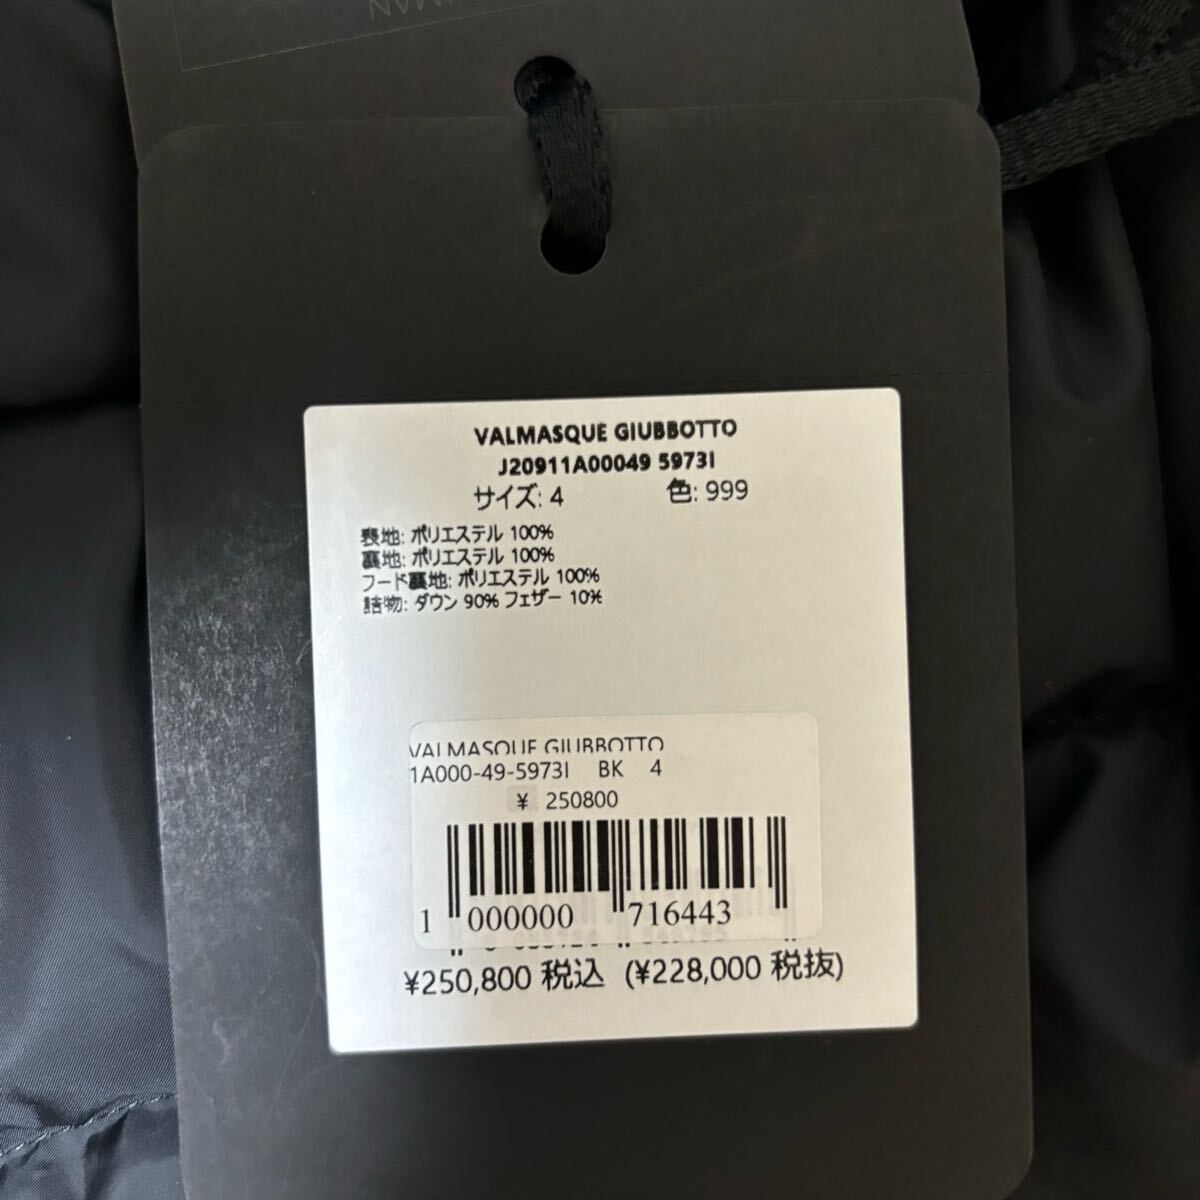 VALMASQUE GIUBBOTTO
J20911A00049 5973I
サイズ: 4 色: 999
表地: ポリエステル 100%
裏地: ポリエステル 100%
フード裏地: ポリエステル 100%
詰物: ダウン 90% フェザー 10%
VALMASQUE GIUBBOTTO
1A000-49-5973I BK 4
¥ 250800
1 000000 716443
¥250,800 税込 (¥228,000 税抜)